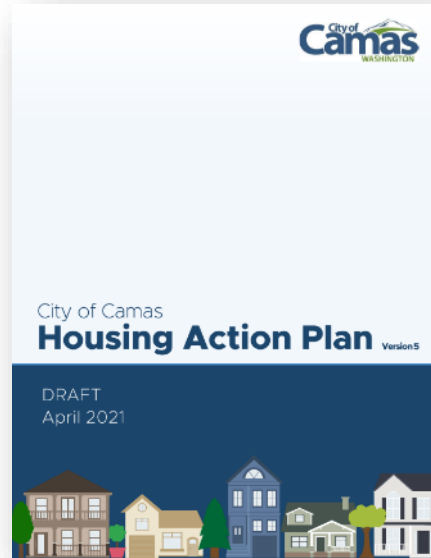 City of
Camas
WASHINGTON
City of Camas
Housing Action Plan Version 5
DRAFT
April 2021